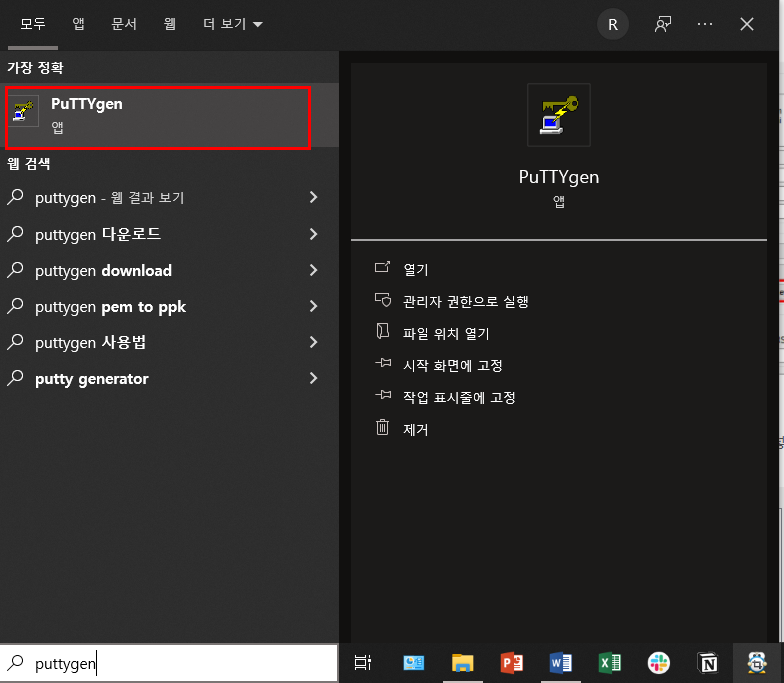 모두 앱 문서 웹 더 보기 R
가장 정확
PuTTYgen
앱
웹 검색
puttygen - 웹 결과 보기
puttygen 다운로드
puttygen download
puttygen pem to ppk
puttygen 사용법
putty generator
PuTTYgen
앱
열기
관리자 권한으로 실행
파일 위치 열기
시작 화면에 고정
작업 표시줄에 고정
제거
puttygen